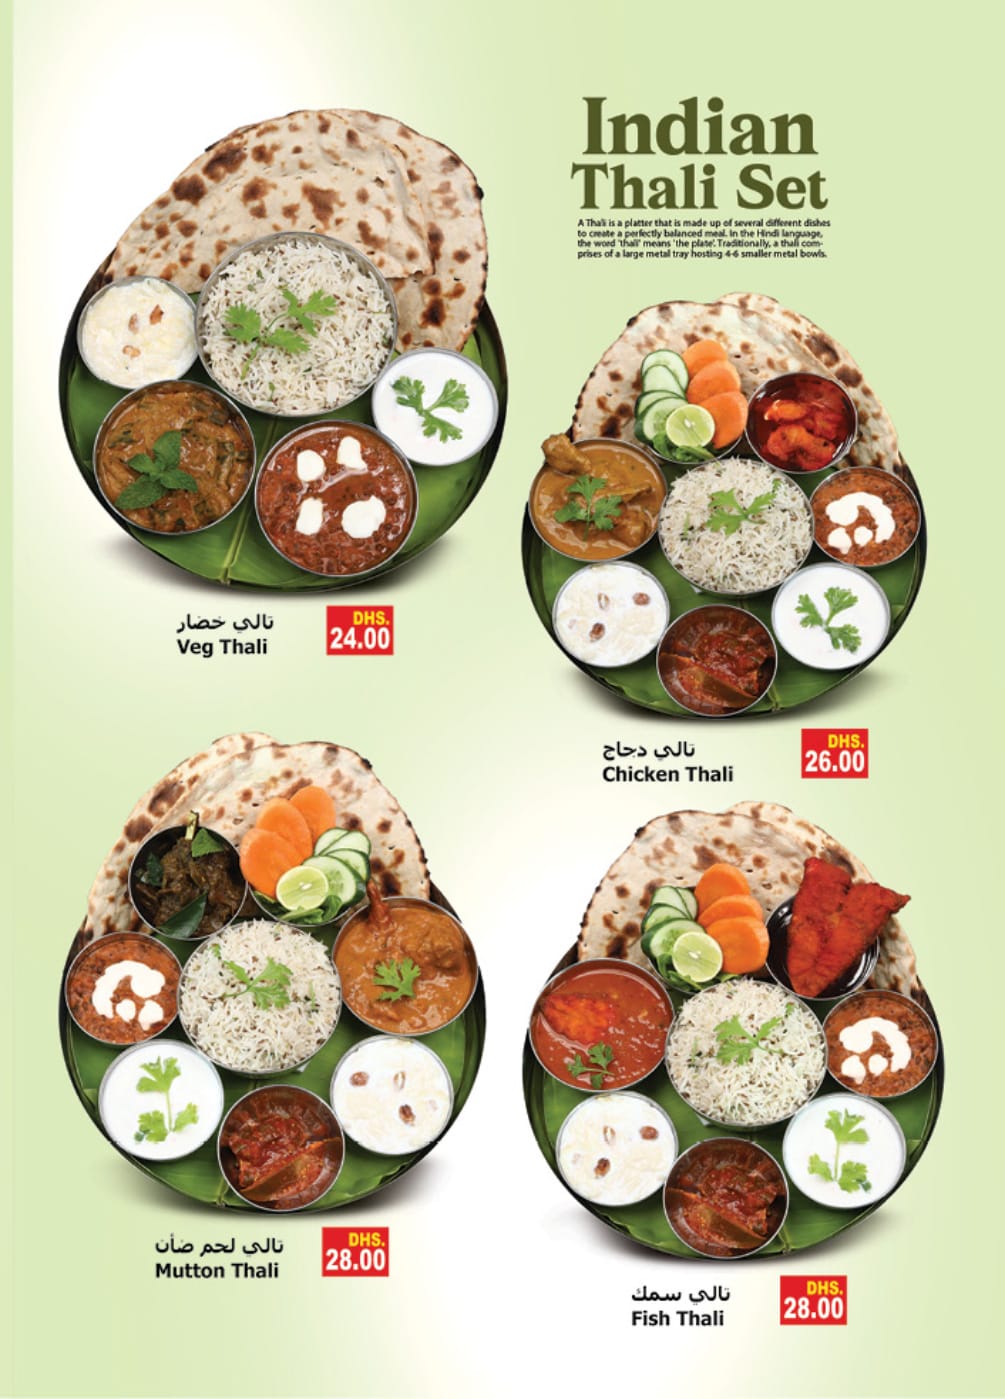 Indian
Thali Set
A Thali is a platter that is made up of several different dishes
to create a perfectly balanced meal. In the Hindi language,
the word 'thali' means 'the plate'. Traditionally, a thali com-
prises of a large metal tray hosting 4-6 smaller metal bowls.
تالي خضار
Veg Thali
DHS.
24.00
تالي دجاج
Chicken Thali
DHS.
26.00
تالي لحم ضأن
Mutton Thali
DHS.
28.00
تالي سمك
Fish Thali
DHS.
28.00